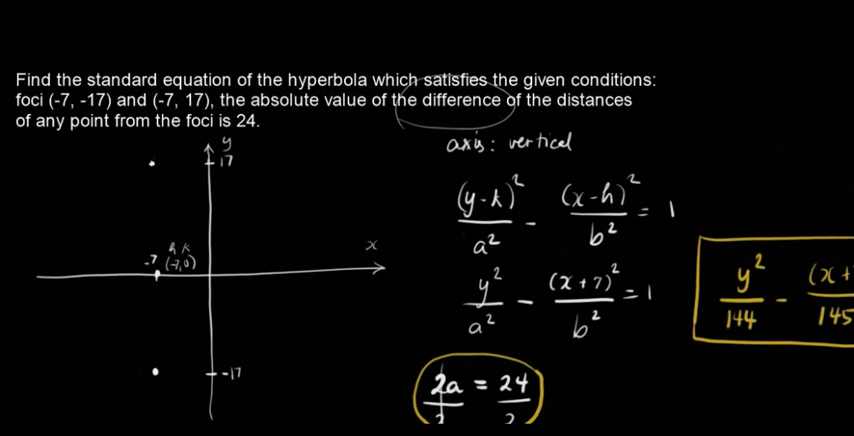 Find the standard equation of the hyperbola which satisfies the given conditions:
foci (-7, -17) and (-7, 17), the absolute value of the difference of the distances
of any point from the foci is 24.
y
17
axis: vertical
(y-k)²/a² - (x-h)²/b² = 1
h k
-7 (-7,0)
x
y²/a² - (x+7)²/b² = 1
y²/144 - (x+ /145
-17
2a/2 = 24/2